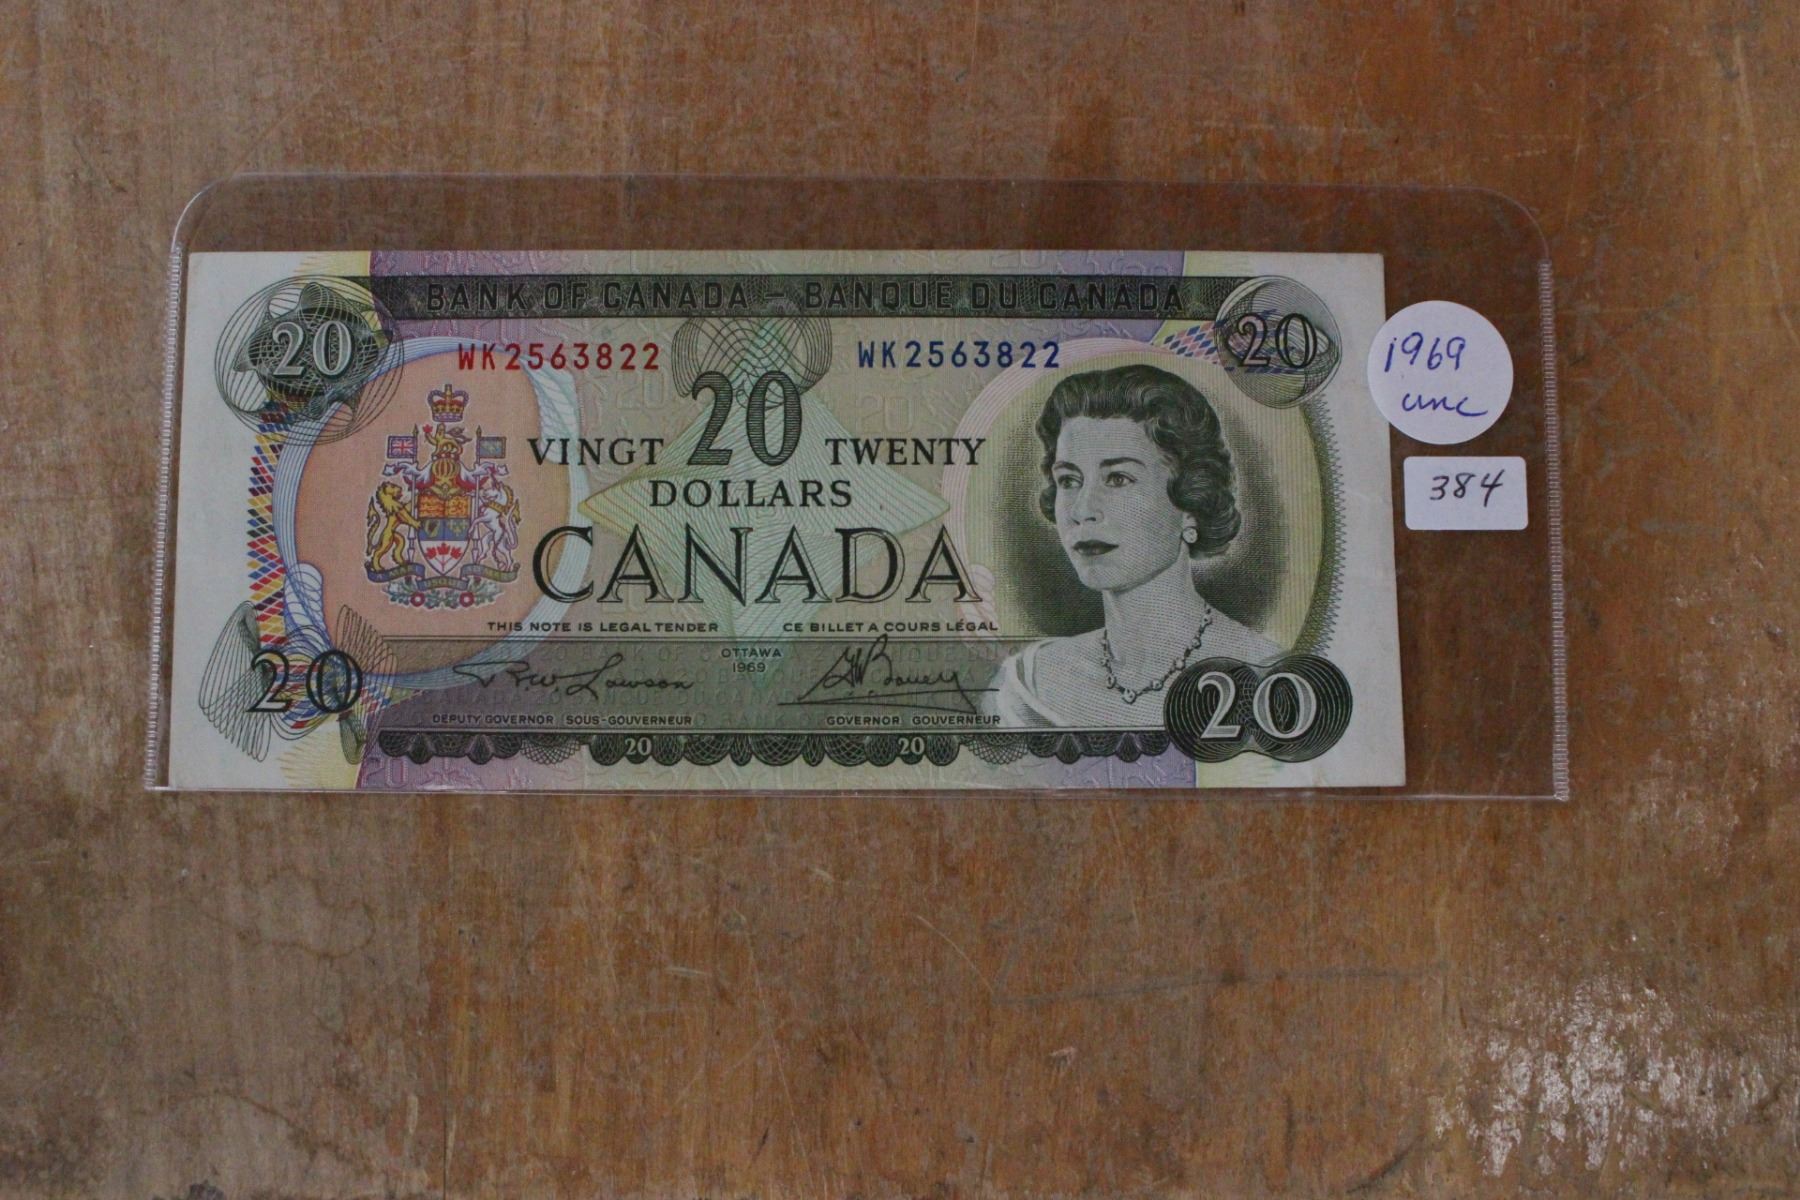 BANK OF CANADA – BANQUE DU CANADA
20 20
WK2563822 WK2563822
20
VINGT TWENTY
DOLLARS
CANADA
THIS NOTE IS LEGAL TENDER CE BILLET A COURS LÉGAL
OTTAWA
1969
R.W. Lawson G.K. Bouey
DEPUTY GOVERNOR SOUS-GOUVERNEUR GOVERNOR GOUVERNEUR
20 20
20 20
1969
unc
384